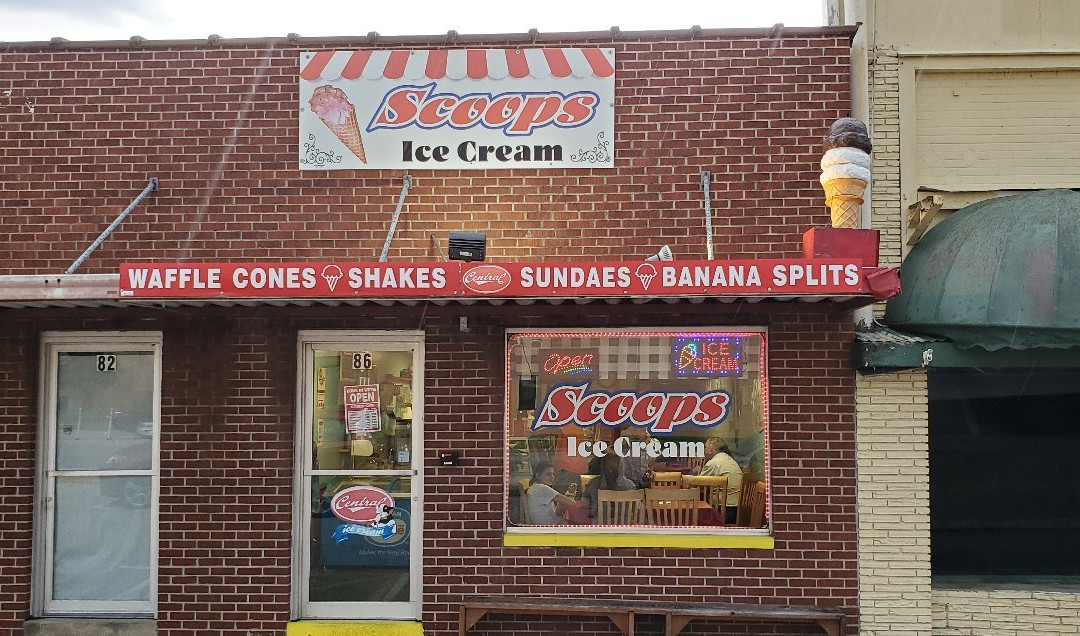 Scoops
Ice Cream
WAFFLE CONES SHAKES Central SUNDAES BANANA SPLITS
82
86
OPEN
Open
ICE
CREAM
Scoops
Ice Cream
Central
ice cream